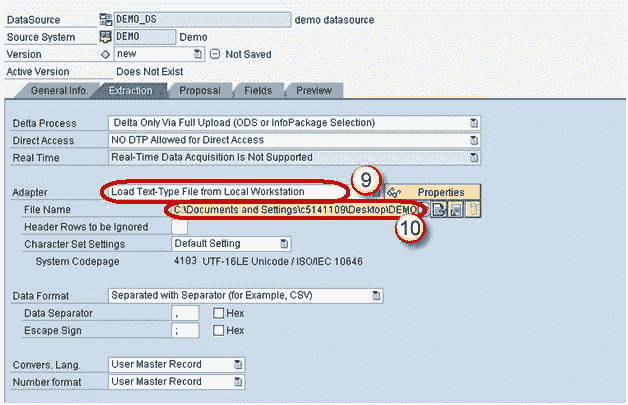 DataSource DEMO_DS demo datasource
Source System DEMO Demo
Version new Not Saved
Active Version Does Not Exist
General Info. Extraction Proposal Fields Preview
Delta Process Delta Only Via Full Upload (ODS or InfoPackage Selection)
Direct Access NO DTP Allowed for Direct Access
Real Time Real-Time Data Acquisition Is Not Supported
9
Adapter Load Text-Type File from Local Workstation Properties
File Name C:\Documents and Settings\c5141109\Desktop\DEMO
10
Header Rows to be Ignored
Character Set Settings Default Setting
System Codepage 4103 UTF-16LE Unicode / ISO/IEC 10646
Data Format Separated with Separator (for Example, CSV)
Data Separator , Hex
Escape Sign ; Hex
Convers. Lang. User Master Record
Number format User Master Record